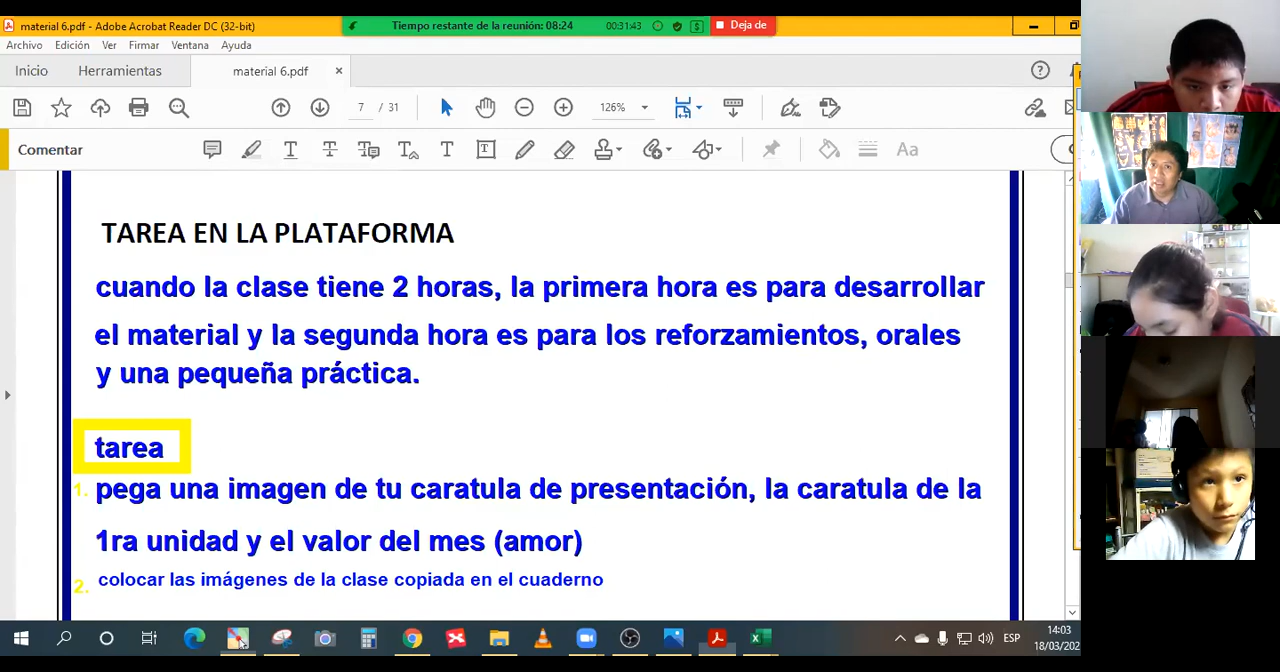 material 6.pdf - Adobe Acrobat Reader DC (32-bit)
Tiempo restante de la reunión: 08:24
00:31:43
Deja de
Archivo Edición Ver Firmar Ventana Ayuda
Inicio Herramientas material 6.pdf ×
7 / 31 126%
Comentar Aa
TAREA EN LA PLATAFORMA
cuando la clase tiene 2 horas, la primera hora es para desarrollar
el material y la segunda hora es para los reforzamientos, orales
y una pequeña práctica.
tarea
1. pega una imagen de tu caratula de presentación, la caratula de la
1ra unidad y el valor del mes (amor)
2. colocar las imágenes de la clase copiada en el cuaderno
ESP
14:03
18/03/202